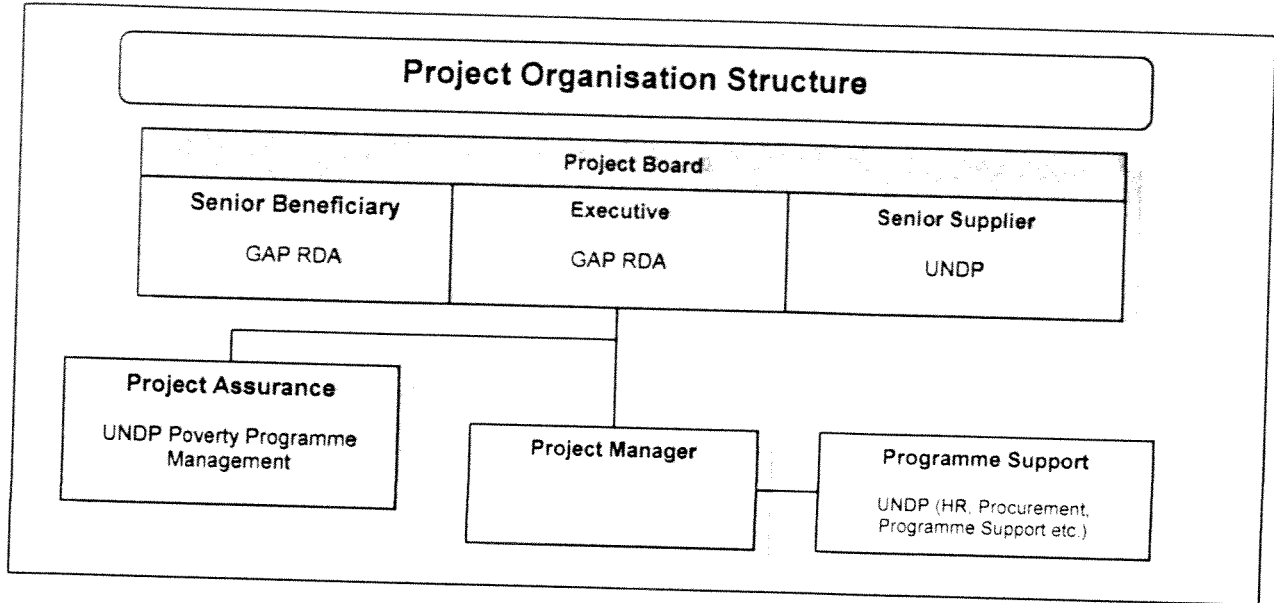 Project Organisation Structure
Project Board
Senior Beneficiary
GAP RDA
Executive
GAP RDA
Senior Supplier
UNDP
Project Assurance
UNDP Poverty Programme
Management
Project Manager
Programme Support
UNDP (HR, Procurement,
Programme Support etc.)